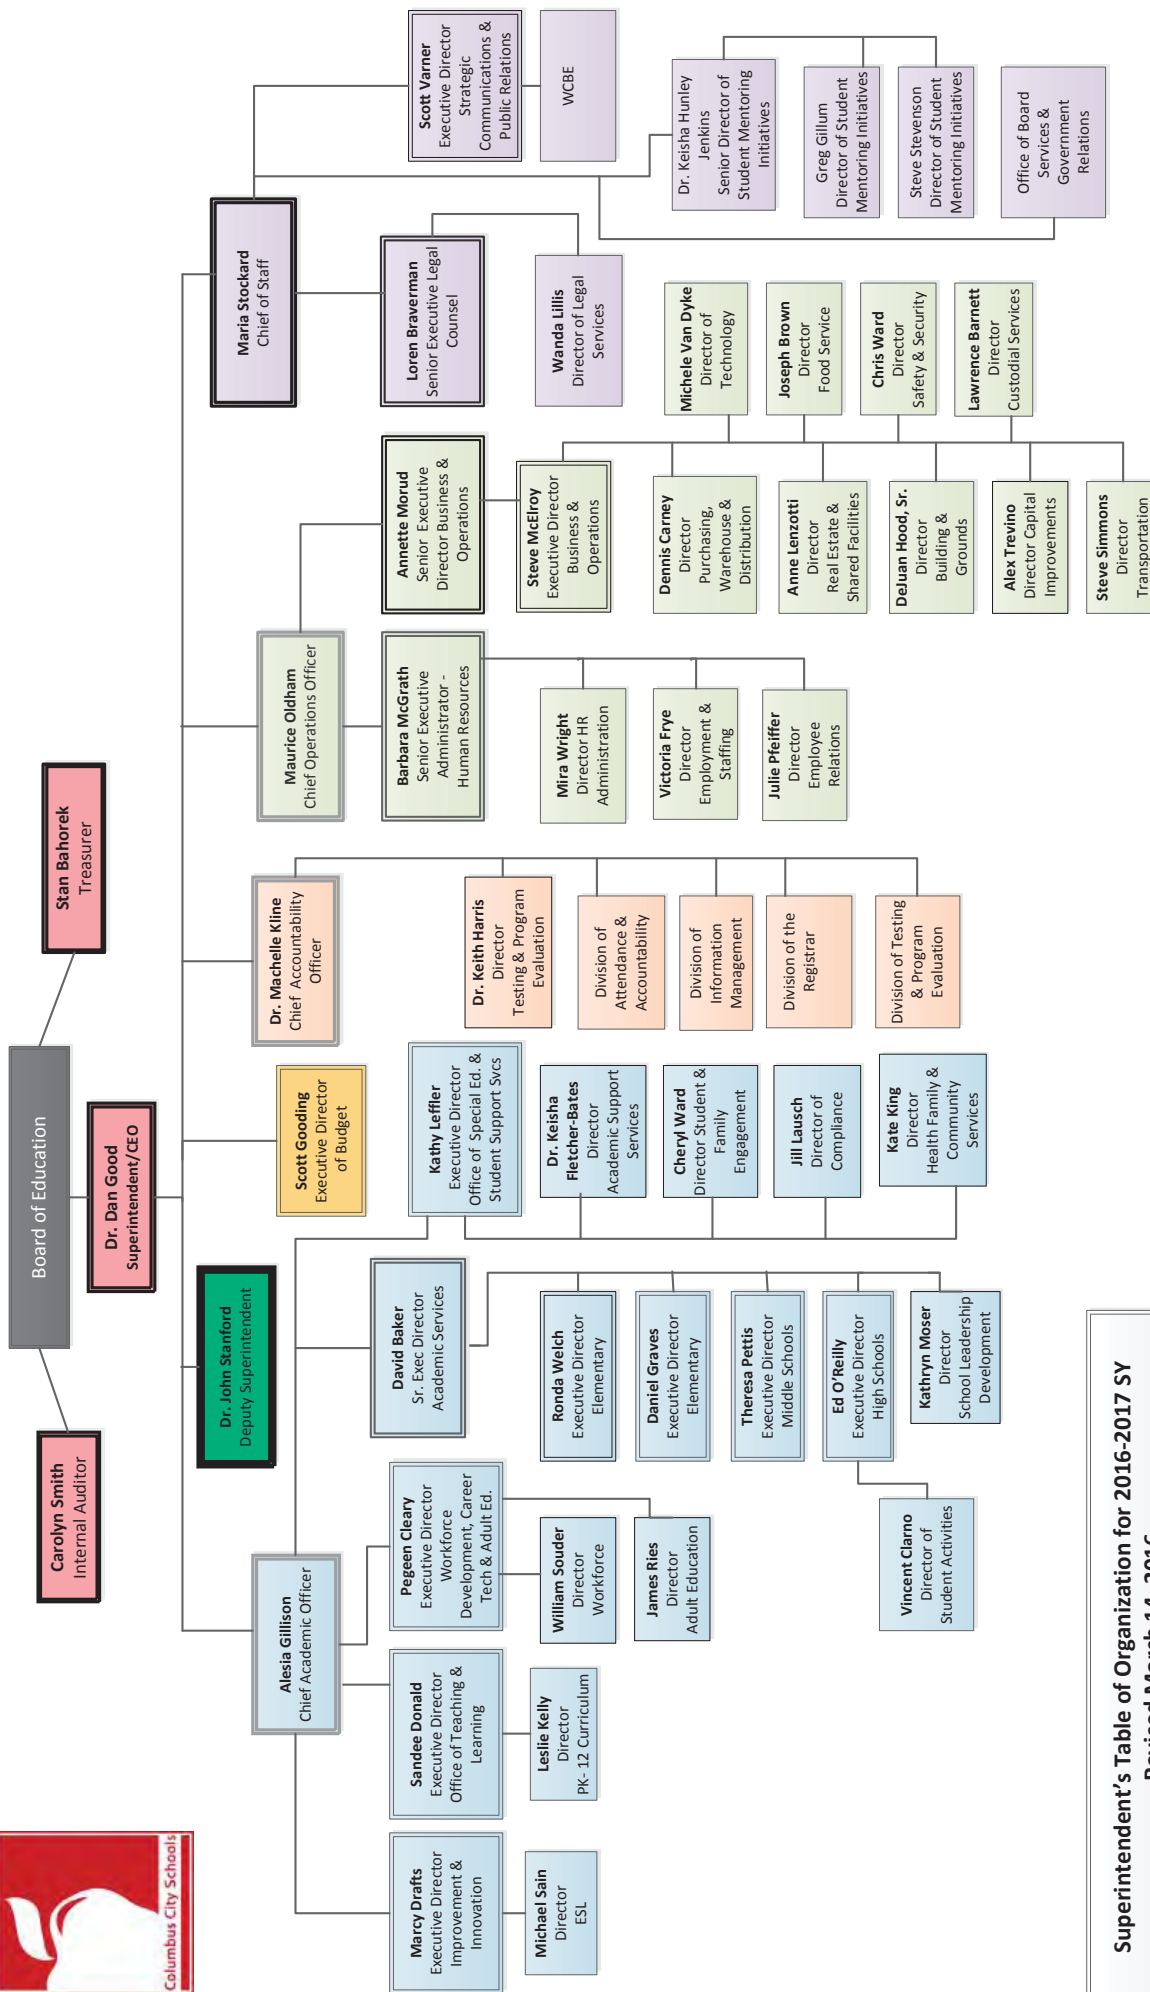 Columbus City Schools
Board of Education
Carolyn Smith
Internal Auditor
Dr. Dan Good
Superintendent/CEO
Stan Bahorek
Treasurer
Dr. John Stanford
Deputy Superintendent
Alesia Gillison
Chief Academic Officer
Scott Gooding
Executive Director
of Budget
Dr. Machelle Kline
Chief Accountability
Officer
Maurice Oldham
Chief Operations Officer
Maria Stockard
Chief of Staff
Marcy Drafts
Executive Director
Improvement &
Innovation
Michael Sain
Director
ESL
Sandee Donald
Executive Director
Office of Teaching &
Learning
Leslie Kelly
Director
PK- 12 Curriculum
Pegeen Cleary
Executive Director
Workforce
Development, Career
Tech & Adult Ed.
William Souder
Director
Workforce
James Ries
Director
Adult Education
David Baker
Sr. Exec Director
Academic Services
Ronda Welch
Executive Director
Elementary
Daniel Graves
Executive Director
Elementary
Theresa Pettis
Executive Director
Middle Schools
Ed O’Reilly
Executive Director
High Schools
Vincent Clarno
Director of
Student Activities
Kathryn Moser
Director
School Leadership
Development
Kathy Leffler
Executive Director
Office of Special Ed. &
Student Support Svcs
Dr. Keisha
Fletcher-Bates
Director
Academic Support
Services
Cheryl Ward
Director Student &
Family
Engagement
Jill Lausch
Director of
Compliance
Kate King
Director
Health Family &
Community
Services
Dr. Keith Harris
Director
Testing & Program
Evaluation
Division of
Attendance &
Accountability
Division of
Information
Management
Division of the
Registrar
Division of Testing
& Program
Evaluation
Barbara McGrath
Senior Executive
Administrator -
Human Resources
Mira Wright
Director HR
Administration
Victoria Frye
Director
Employment &
Staffing
Julie Pfeiffer
Director
Employee
Relations
Annette Morud
Senior Executive
Director Business &
Operations
Steve McElroy
Executive Director
Business &
Operations
Dennis Carney
Director
Purchasing,
Warehouse &
Distribution
Anne Lenzotti
Director
Real Estate &
Shared Facilities
DeJuan Hood, Sr.
Director
Building &
Grounds
Alex Trevino
Director Capital
Improvements
Steve Simmons
Director
Transportation
Michele Van Dyke
Director of
Technology
Joseph Brown
Director
Food Service
Chris Ward
Director
Safety & Security
Lawrence Barnett
Director
Custodial Services
Loren Braverman
Senior Executive Legal
Counsel
Wanda Lillis
Director of Legal
Services
Scott Varner
Executive Director
Strategic
Communications &
Public Relations
WCBE
Dr. Keisha Hunley
Jenkins
Senior Director of
Student Mentoring
Initiatives
Greg Gillum
Director of Student
Mentoring Initiatives
Steve Stevenson
Director of Student
Mentoring Initiatives
Office of Board
Services &
Government
Relations
Superintendent’s Table of Organization for 2016-2017 SY
Revised March 14, 2016